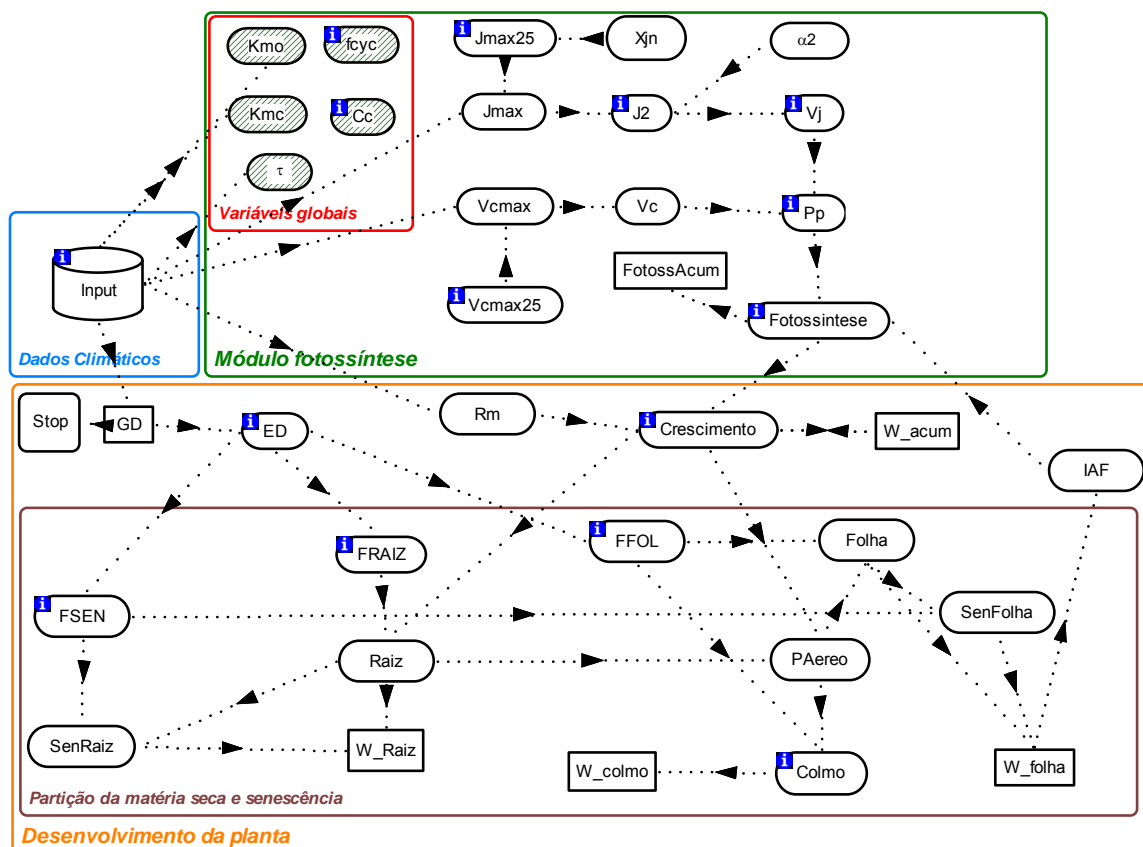 Kmo
i
fcyc
i
Jmax25
Xjn
α2
Kmc
i
Cc
Jmax
i
J2
i
Vj
τ
Variáveis globais
Vcmax
Vc
i
Pp
i
Input
FotossAcum
i
Vcmax25
i
Fotossintese
Dados Climáticos
Módulo fotossíntese
Stop
GD
i
ED
Rm
i
Crescimento
W_acum
IAF
i
FRAIZ
i
FFOL
Folha
i
FSEN
SenFolha
Raiz
PAereo
SenRaiz
W_Raiz
W_colmo
i
Colmo
W_folha
Partição da matéria seca e senescência
Desenvolvimento da planta